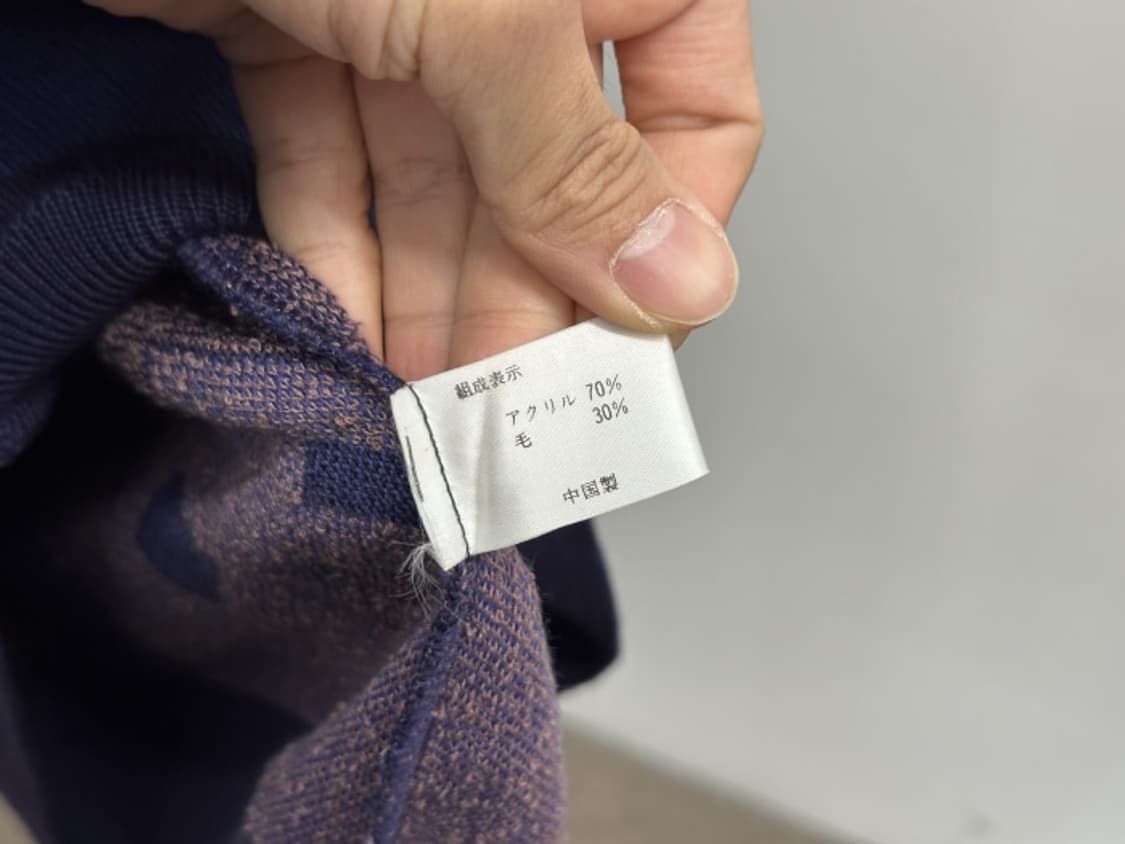 組成表示
アクリル 70%
毛 30%
中国製